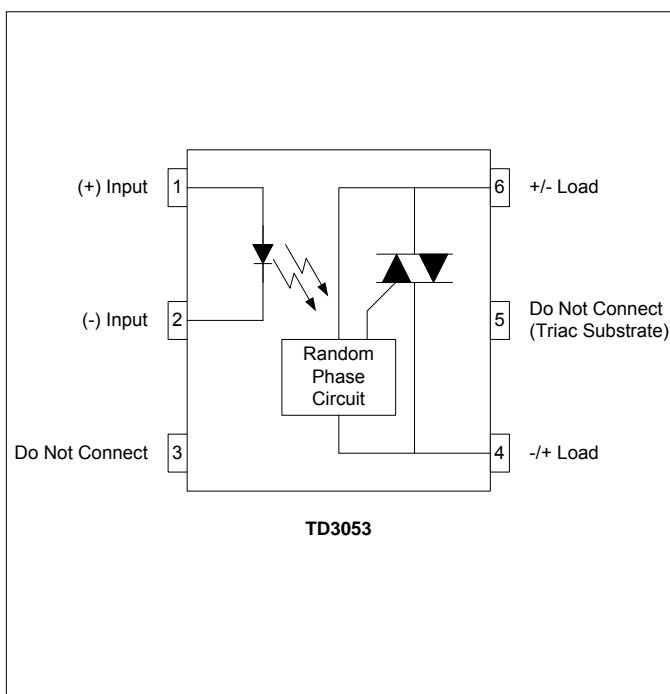 (+) Input
1
6
+/- Load
(-) Input
2
5
Do Not Connect
(Triac Substrate)
Random
Phase
Circuit
Do Not Connect
3
4
-/+ Load
TD3053